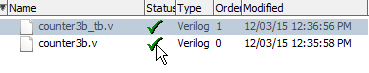 Name Status Type Order Modified
counter3b_tb.v Verilog 1 12/03/15 12:36:56 PM
counter3b.v Verilog 0 12/03/15 12:35:58 PM